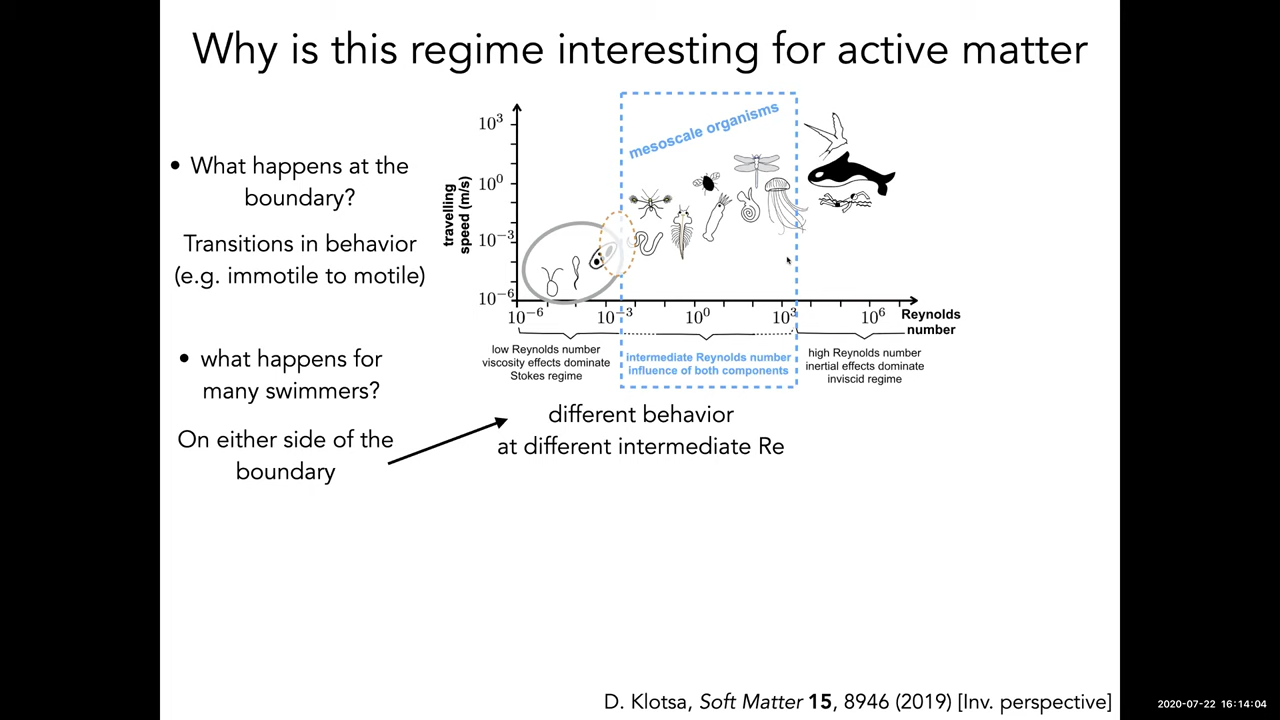 Why is this regime interesting for active matter
• What happens at the
boundary?
Transitions in behavior
(e.g. immotile to motile)
• what happens for
many swimmers?
On either side of the
boundary
mesoscale organisms
travelling
speed (m/s)
10³
10⁰
10⁻³
10⁻⁶
10⁻⁶
10⁻³
10⁰
10³
10⁶
Reynolds
number
low Reynolds number
viscosity effects dominate
Stokes regime
intermediate Reynolds number
influence of both components
high Reynolds number
inertial effects dominate
inviscid regime
different behavior
at different intermediate Re
D. Klotsa, Soft Matter 15, 8946 (2019) [Inv. perspective]
2020-07-22 16:14:04